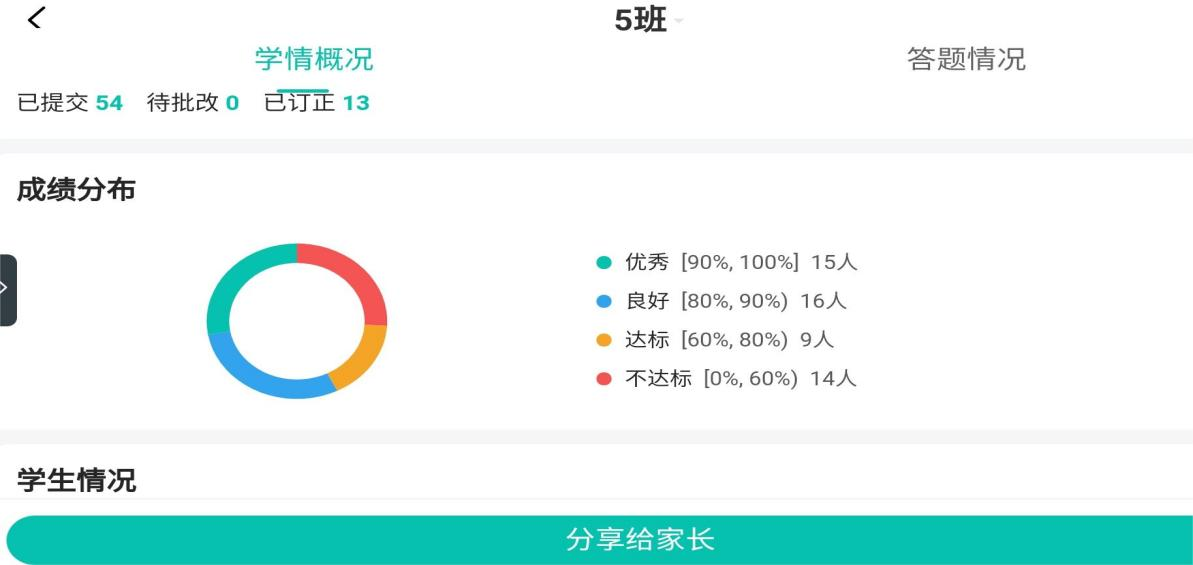 5班
学情概况 答题情况
已提交 54 待批改 0 已订正 13
成绩分布
优秀 [90%, 100%] 15人
良好 [80%, 90%) 16人
达标 [60%, 80%) 9人
不达标 [0%, 60%) 14人
学生情况
分享给家长